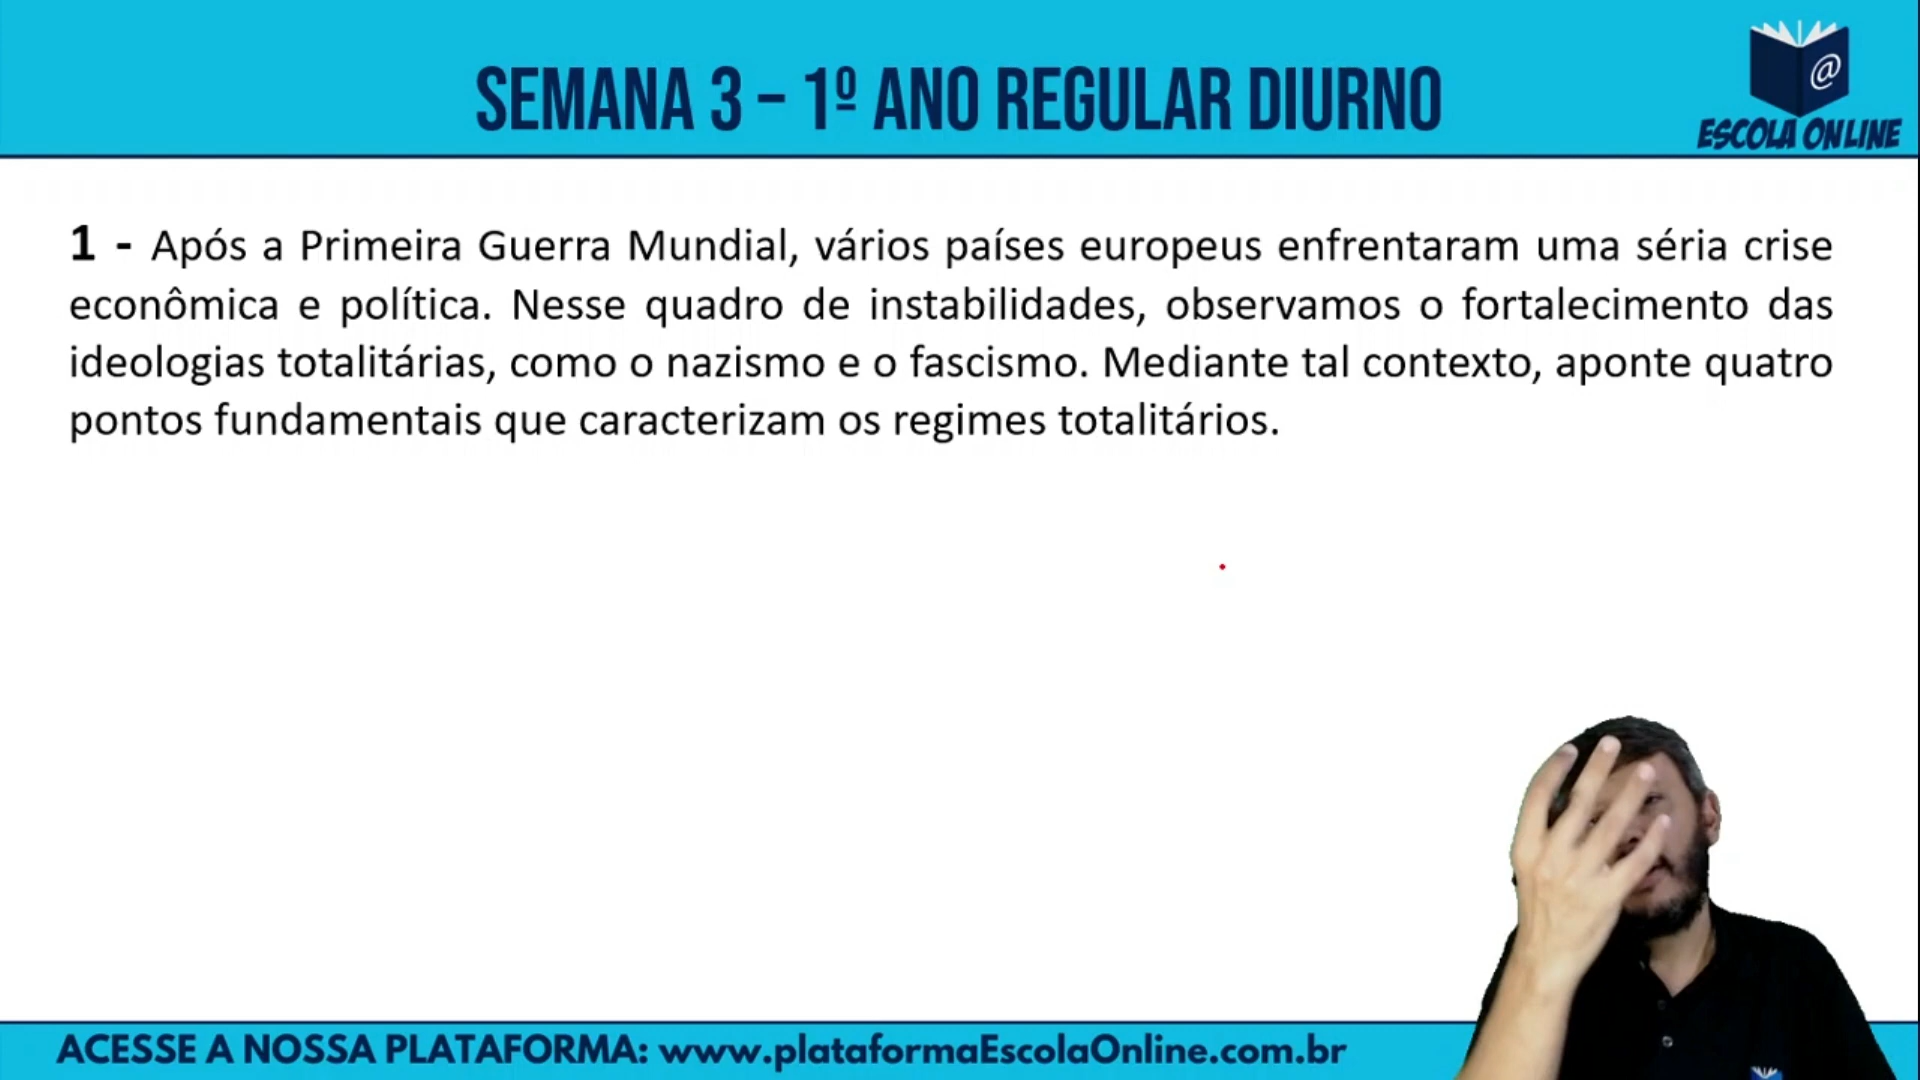 SEMANA 3 – 1º ANO REGULAR DIURNO
@
ESCOLA ONLINE
1 - Após a Primeira Guerra Mundial, vários países europeus enfrentaram uma séria crise
econômica e política. Nesse quadro de instabilidades, observamos o fortalecimento das
ideologias totalitárias, como o nazismo e o fascismo. Mediante tal contexto, aponte quatro
pontos fundamentais que caracterizam os regimes totalitários.
ACESSE A NOSSA PLATAFORMA: www.plataformaEscolaOnline.com.br